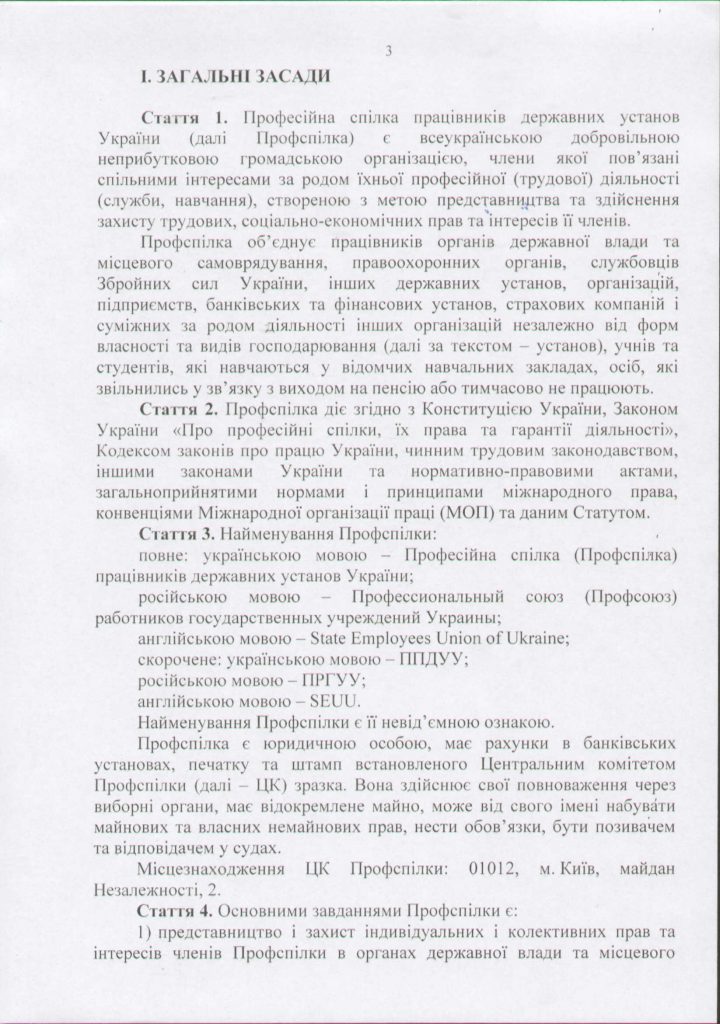 3
І. ЗАГАЛЬНІ ЗАСАДИ
Стаття 1. Професійна спілка працівників державних установ
України (далі Профспілка) є всеукраїнською добровільною
неприбутковою громадською організацією, члени якої пов’язані
спільними інтересами за родом їхньої професійної (трудової) діяльності
(служби, навчання), створеною з метою представництва та здійснення
захисту трудових, соціально-економічних прав та інтересів її членів.
Профспілка об’єднує працівників органів державної влади та
місцевого самоврядування, правоохоронних органів, службовців
Збройних сил України, інших державних установ, організацій,
підприємств, банківських та фінансових установ, страхових компаній і
суміжних за родом діяльності інших організацій незалежно від форм
власності та видів господарювання (далі за текстом – установ), учнів та
студентів, які навчаються у відомчих навчальних закладах, осіб, які
звільнились у зв’язку з виходом на пенсію або тимчасово не працюють.
Стаття 2. Профспілка діє згідно з Конституцією України, Законом
України «Про професійні спілки, їх права та гарантії діяльності»,
Кодексом законів про працю України, чинним трудовим законодавством,
іншими законами України та нормативно-правовими актами,
загальноприйнятими нормами і принципами міжнародного права,
конвенціями Міжнародної організації праці (МОП) та даним Статутом.
Стаття 3. Найменування Профспілки:
повне: українською мовою – Професійна спілка (Профспілка)
працівників державних установ України;
російською мовою – Профессиональный союз (Профсоюз)
работников государственных учреждений Украины;
англійською мовою – State Employees Union of Ukraine;
скорочене: українською мовою – ППДУУ;
російською мовою – ПРГУУ;
англійською мовою – SEUU.
Найменування Профспілки є її невід’ємною ознакою.
Профспілка є юридичною особою, має рахунки в банківських
установах, печатку та штамп встановленого Центральним комітетом
Профспілки (далі – ЦК) зразка. Вона здійснює свої повноваження через
виборні органи, має відокремлене майно, може від свого імені набувати
майнових та власних немайнових прав, нести обов’язки, бути позивачем
та відповідачем у судах.
Місцезнаходження ЦК Профспілки: 01012, м. Київ, майдан
Незалежності, 2.
Стаття 4. Основними завданнями Профспілки є:
1) представництво і захист індивідуальних і колективних прав та
інтересів членів Профспілки в органах державної влади та місцевого